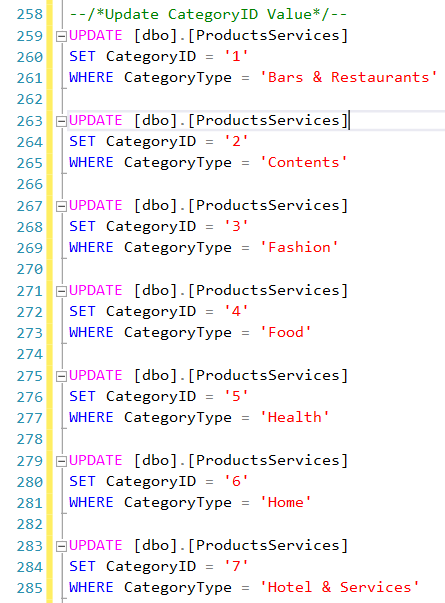 258 --/*Update CategoryID Value*/--
259 UPDATE [dbo].[ProductsServices]
260 SET CategoryID = '1'
261 WHERE CategoryType = 'Bars & Restaurants'
262
263 UPDATE [dbo].[ProductsServices]
264 SET CategoryID = '2'
265 WHERE CategoryType = 'Contents'
266
267 UPDATE [dbo].[ProductsServices]
268 SET CategoryID = '3'
269 WHERE CategoryType = 'Fashion'
270
271 UPDATE [dbo].[ProductsServices]
272 SET CategoryID = '4'
273 WHERE CategoryType = 'Food'
274
275 UPDATE [dbo].[ProductsServices]
276 SET CategoryID = '5'
277 WHERE CategoryType = 'Health'
278
279 UPDATE [dbo].[ProductsServices]
280 SET CategoryID = '6'
281 WHERE CategoryType = 'Home'
282
283 UPDATE [dbo].[ProductsServices]
284 SET CategoryID = '7'
285 WHERE CategoryType = 'Hotel & Services'